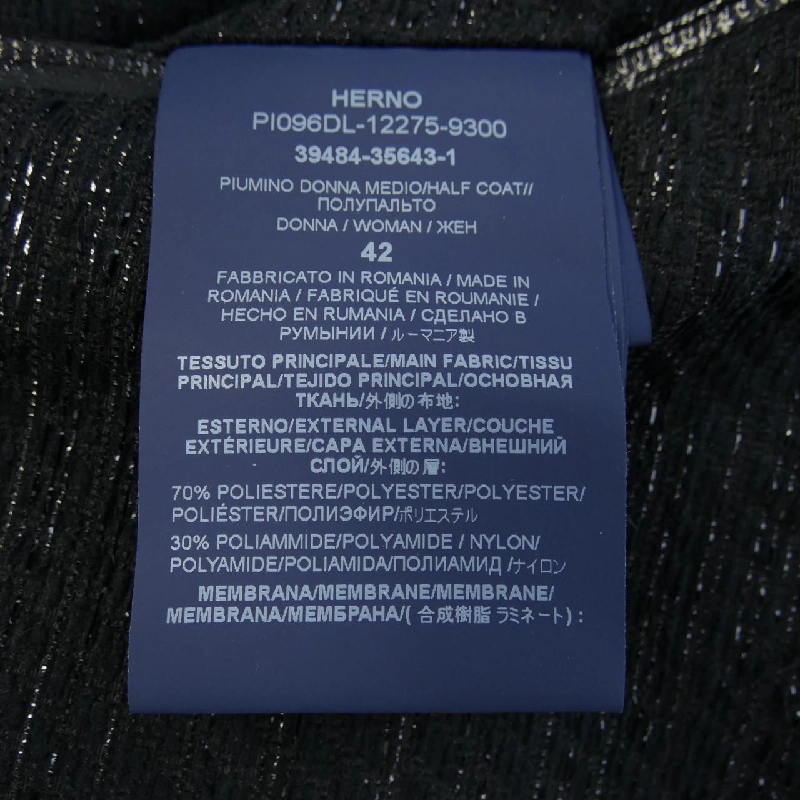 HERNO
PI096DL-12275-9300
39484-35643-1
PIUMINO DONNA MEDIO/HALF COAT//
ПОЛУПАЛЬТО
DONNA / WOMAN / ЖЕН
42
FABBRICATO IN ROMANIA / MADE IN
ROMANIA / FABRIQUÉ EN ROUMANIE /
HECHO EN RUMANIA / СДЕЛАНО В
РУМЫНИИ / ルーマニア製
TESSUTO PRINCIPALE/MAIN FABRIC/TISSU
PRINCIPAL/TEJIDO PRINCIPAL/ОСНОВНАЯ
ТКАНЬ/外側の布地:
ESTERNO/EXTERNAL LAYER/COUCHE
EXTÉRIEURE/CAPA EXTERNA/ВНЕШНИЙ
СЛОЙ/外側の層:
70% POLIESTERE/POLYESTER/POLYESTER/
POLIÉSTER/ПОЛИЭФИР/ポリエステル
30% POLIAMMIDE/POLYAMIDE / NYLON/
POLYAMIDE/POLIAMIDA/ПОЛИАМИД /ナイロン
MEMBRANA/MEMBRANE/MEMBRANE/
MEMBRANA/МЕМБРАНА/( 合成樹脂 ラミネート) :